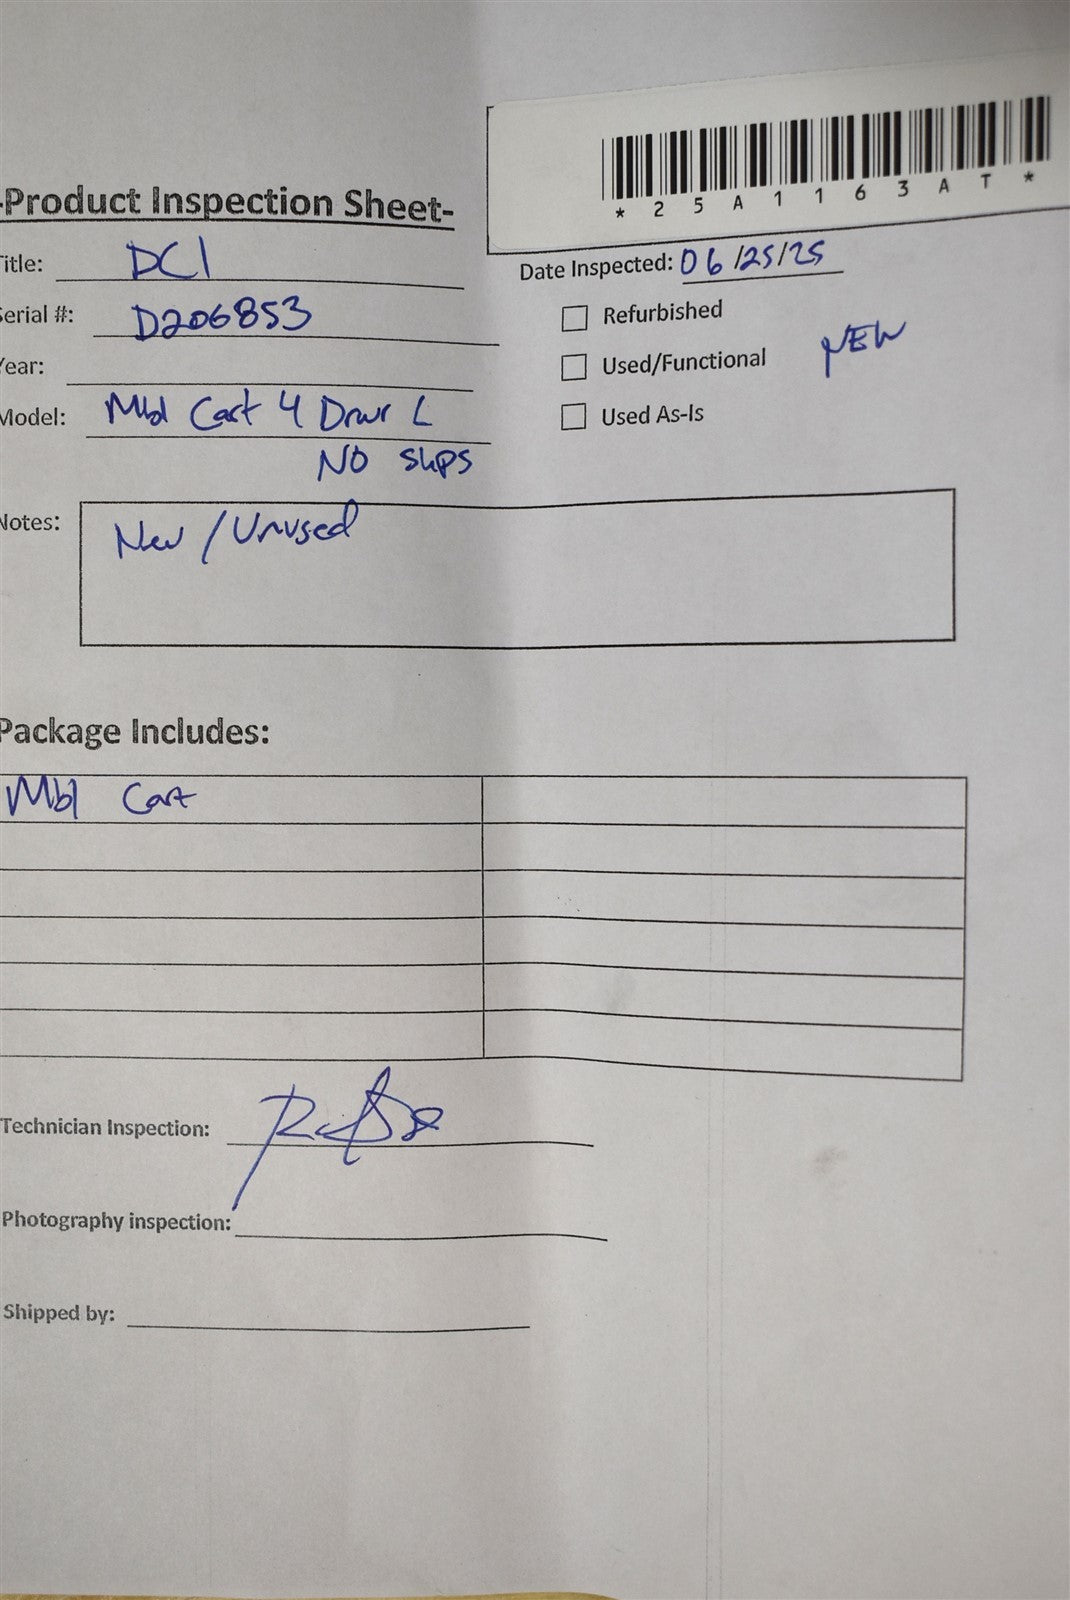 * 2 5 A 1 1 6 3 A T *
-Product Inspection Sheet-
Title: DCI
Date Inspected: 06/25/25
Serial #: D206853
Refurbished
Year:
Used/Functional
NEW
Model: Mbl Cart 4 Drwr L
Used As-Is
NO
Notes: New / Unused
Package Includes:
Mbl Cart
Technician Inspection:
Photography inspection:
Shipped by: